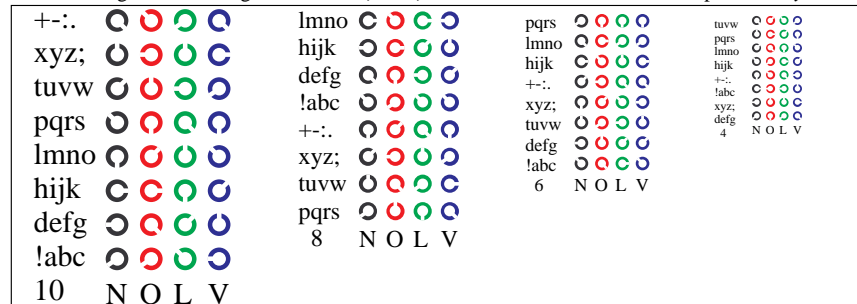 +-:.
xyz;
tuvw
pqrs
lmno
hijk
defg
!abc
10 N O L V
lmno
hijk
defg
!abc
+-:.
xyz;
tuvw
pqrs
8 N O L V
pqrs
lmno
hijk
+-:.
xyz;
tuvw
defg
!abc
6 N O L V
tuvw
pqrs
lmno
hijk
+-:.
!abc
xyz;
defg
4 N O L V